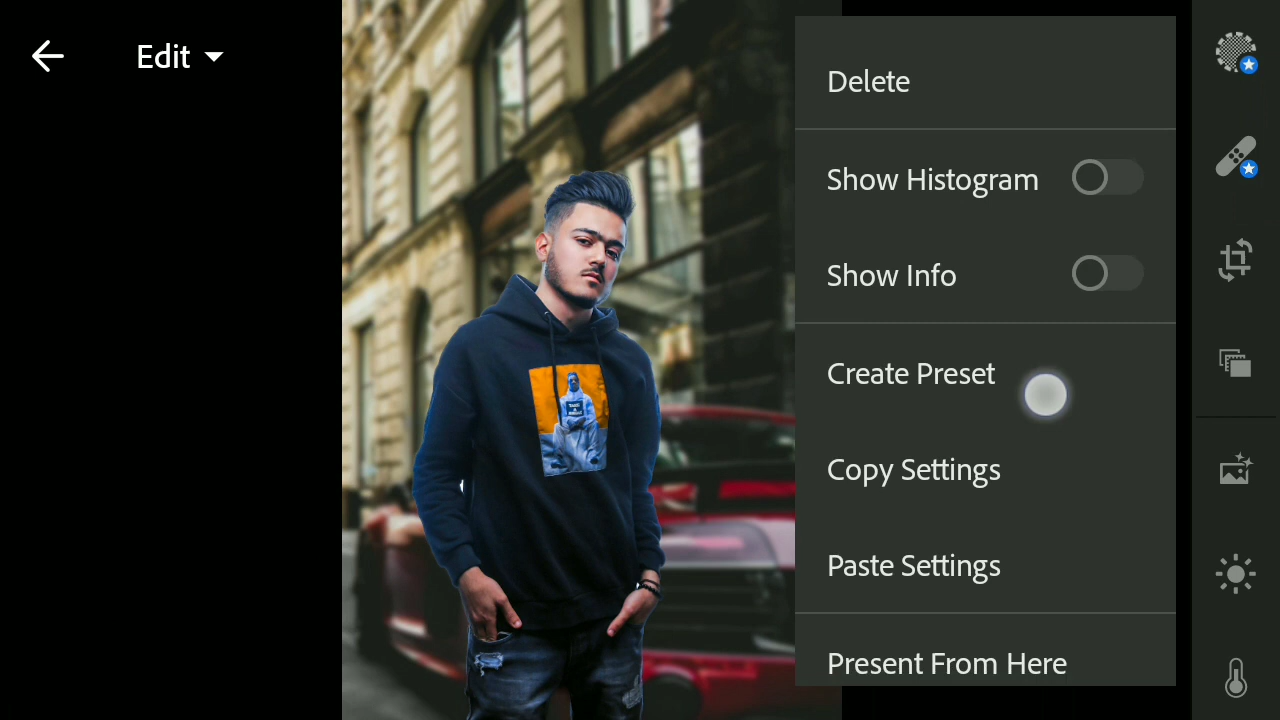 Edit
Delete
Show Histogram
Show Info
Create Preset
Copy Settings
Paste Settings
Present From Here